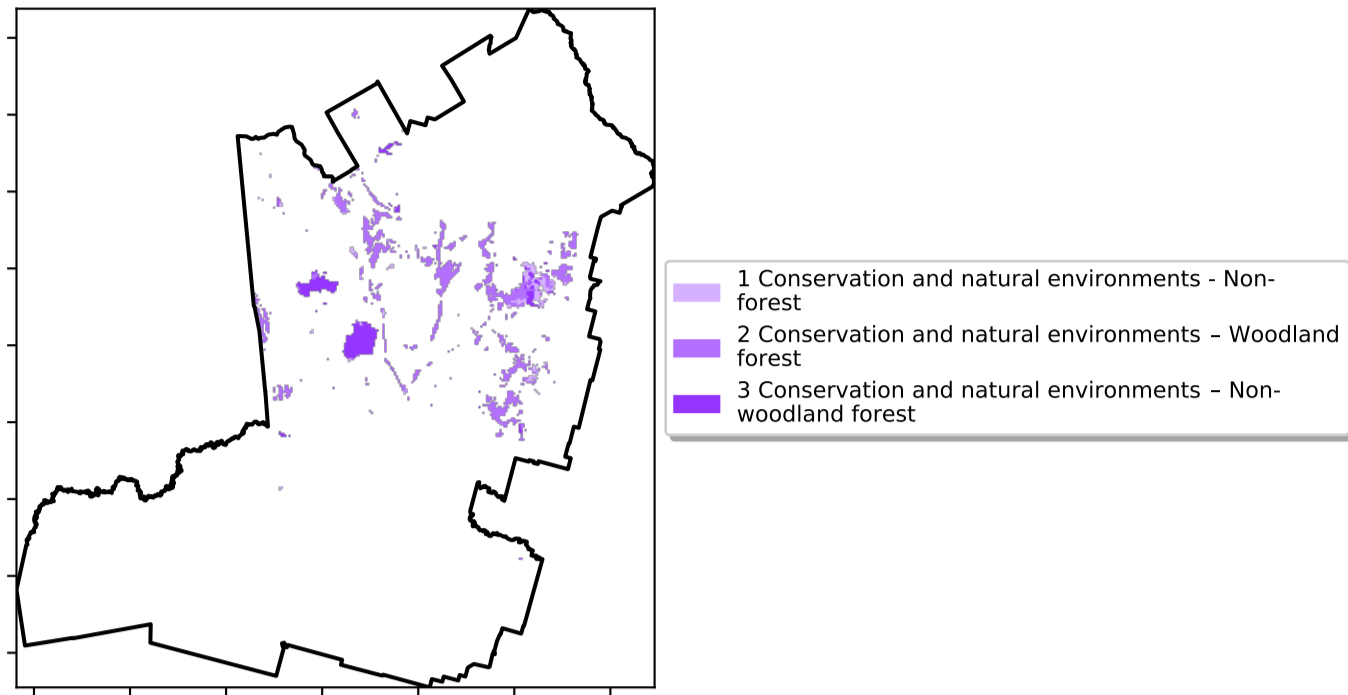 1 Conservation and natural environments - Non-
forest
2 Conservation and natural environments – Woodland
forest
3 Conservation and natural environments – Non-
woodland forest